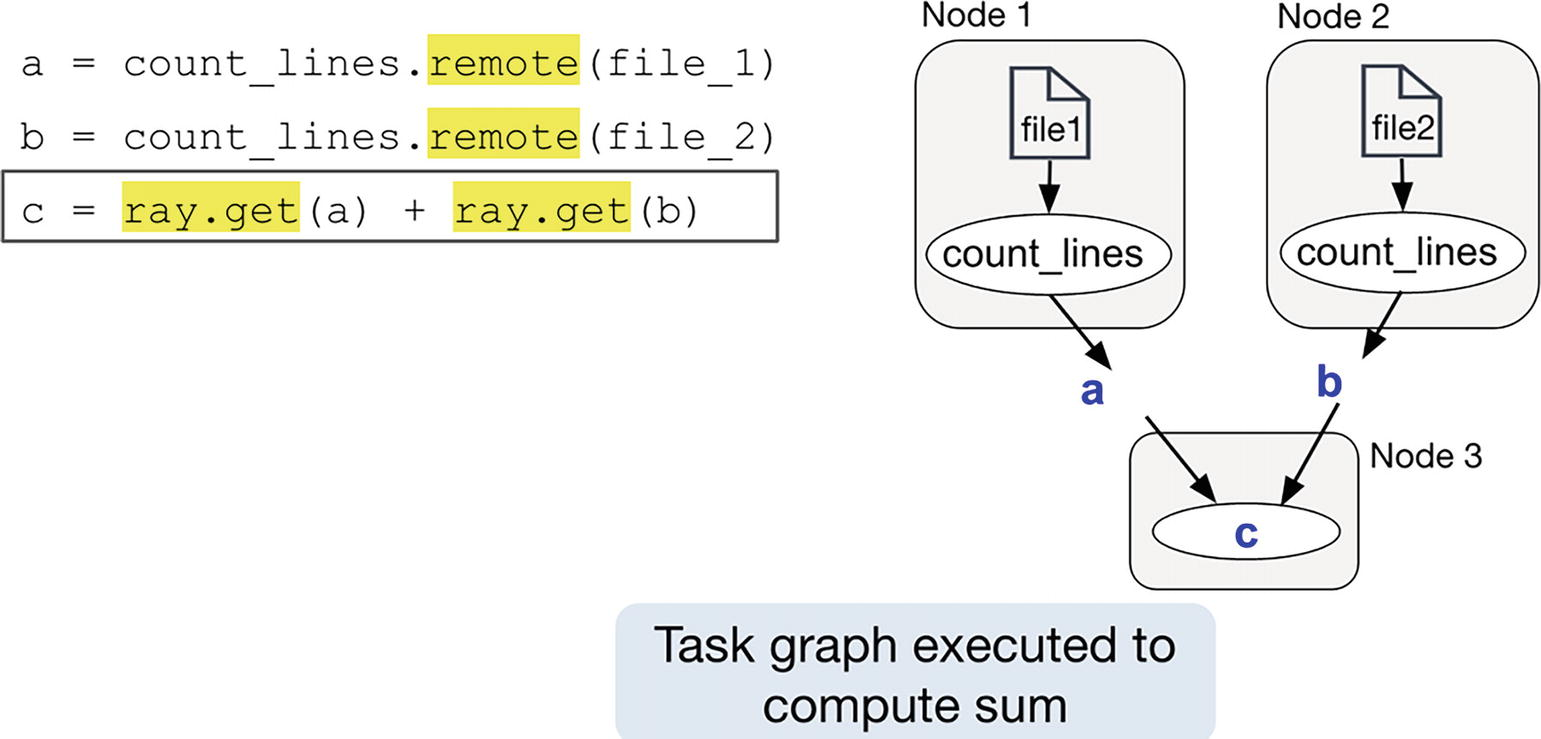 a = count_lines.remote(file_1)
b = count_lines.remote(file_2)
c = ray.get(a) + ray.get(b)
Node 1
file1
count_lines
Node 2
file2
count_lines
a
b
Node 3
c
Task graph executed to
compute sum